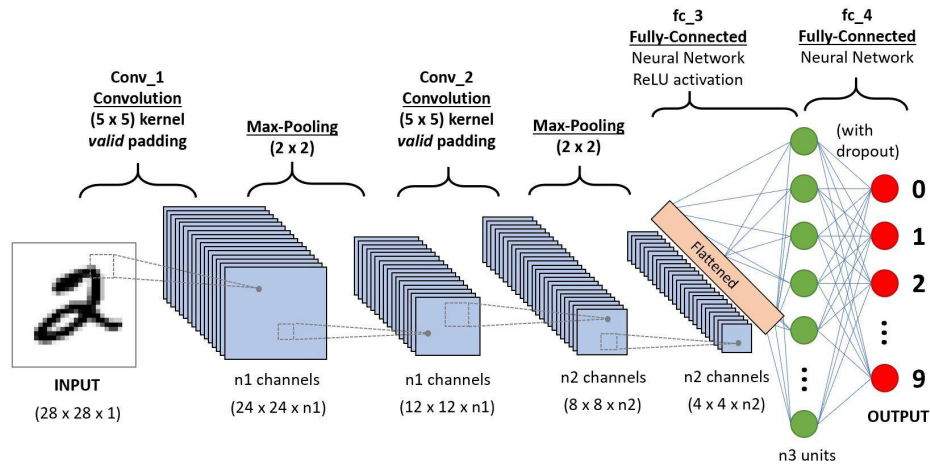 Conv_1
Convolution
(5 x 5) kernel
valid padding
Max-Pooling
(2 x 2)
Conv_2
Convolution
(5 x 5) kernel
valid padding
Max-Pooling
(2 x 2)
fc_3
Fully-Connected
Neural Network
ReLU activation
fc_4
Fully-Connected
Neural Network
(with
dropout)
2
INPUT
(28 x 28 x 1)
n1 channels
(24 x 24 x n1)
n1 channels
(12 x 12 x n1)
n2 channels
(8 x 8 x n2)
n2 channels
(4 x 4 x n2)
Flattened
n3 units
0
1
2
9
OUTPUT